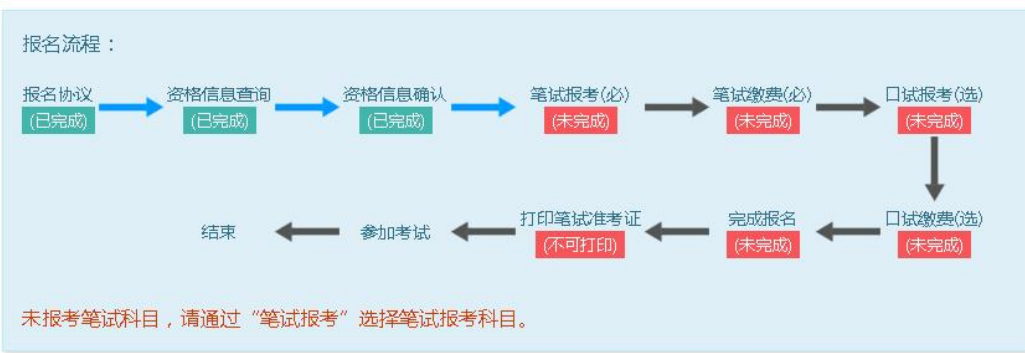 报名流程：
报名协议 资格信息查询 资格信息确认 笔试报考(必) 笔试缴费(必) 口试报考(选)
(已完成) (已完成) (已完成) (未完成) (未完成) (未完成)
结束 参加考试 打印笔试准考证 完成报名 口试缴费(选)
(不可打印) (未完成) (未完成)
未报考笔试科目，请通过“笔试报考”选择笔试报考科目。